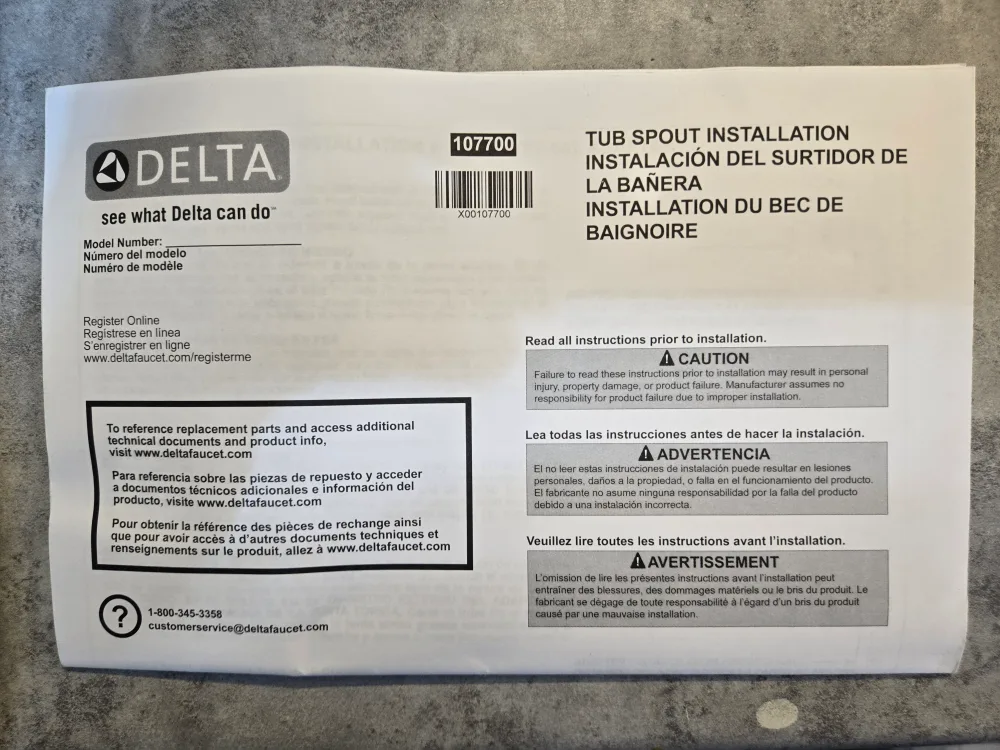 DELTA
see what Delta can do℠
Model Number: ____________________
Número del modelo
Numéro de modèle
107700
X00107700
TUB SPOUT INSTALLATION
INSTALACIÓN DEL SURTIDOR DE
LA BAÑERA
INSTALLATION DU BEC DE
BAIGNOIRE
Register Online
Regístrese en línea
S'enregistrer en ligne
www.deltafaucet.com/registerme
To reference replacement parts and access additional
technical documents and product info,
visit www.deltafaucet.com
Para referencia sobre las piezas de repuesto y acceder
a documentos técnicos adicionales e información del
producto, visite www.deltafaucet.com
Pour obtenir la référence des pièces de rechange ainsi
que pour avoir accès à d'autres documents techniques et
renseignements sur le produit, allez à www.deltafaucet.com
?
1-800-345-3358
customerservice@deltafaucet.com
Read all instructions prior to installation.
⚠ CAUTION
Failure to read these instructions prior to installation may result in personal
injury, property damage, or product failure. Manufacturer assumes no
responsibility for product failure due to improper installation.
Lea todas las instrucciones antes de hacer la instalación.
⚠ ADVERTENCIA
El no leer estas instrucciones de instalación puede resultar en lesiones
personales, daños a la propiedad, o falla en el funcionamiento del producto.
El fabricante no asume ninguna responsabilidad por la falla del producto
debido a una instalación incorrecta.
Veuillez lire toutes les instructions avant l'installation.
⚠ AVERTISSEMENT
L'omission de lire les présentes instructions avant l'installation peut
entraîner des blessures, des dommages matériels ou le bris du produit. Le
fabricant se dégage de toute responsabilité à l'égard d'un bris du produit
causé par une mauvaise installation.